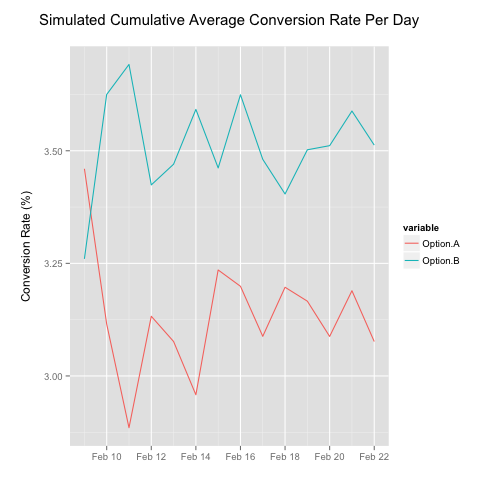 Simulated Cumulative Average Conversion Rate Per Day
Conversion Rate (%)
3.50
3.25
3.00
Feb 10 Feb 12 Feb 14 Feb 16 Feb 18 Feb 20 Feb 22
variable
Option.A
Option.B